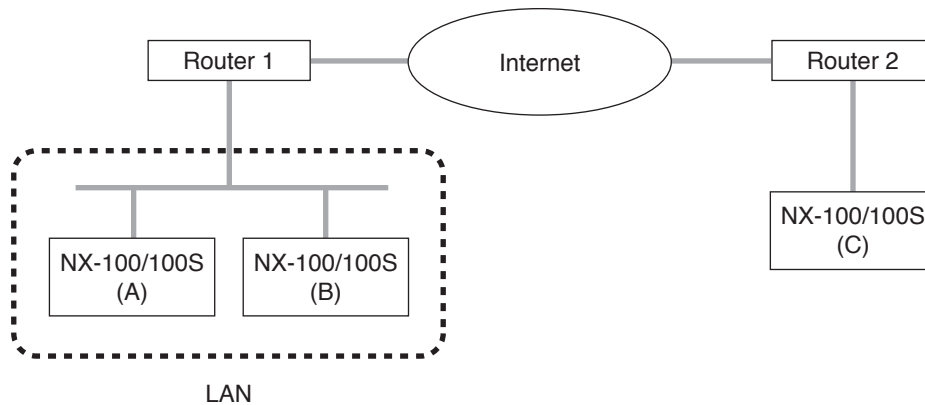 Router 1
Internet
Router 2
NX-100/100S
(A)
NX-100/100S
(B)
NX-100/100S
(C)
LAN